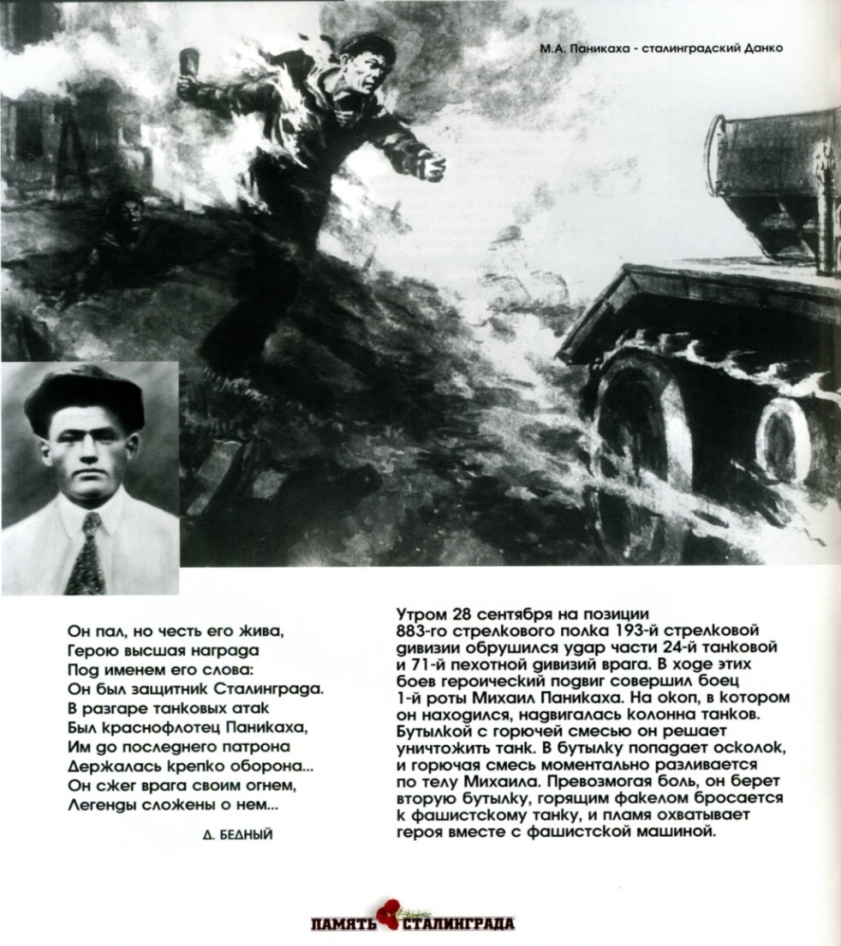 М.А. Паникаха - сталинградский Данко
Он пал, но честь его жива,
Герою высшая награда
Под именем его слова:
Он был защитник Сталинграда.
В разгаре танковых атак
Был краснофлотец Паникаха,
Им до последнего патрона
Держалась крепко оборона...
Он сжег врага своим огнем,
Легенды сложены о нем...
Д. БЕДНЫЙ
Утром 28 сентября на позиции
883-го стрелкового полка 193-й стрелковой
дивизии обрушился удар части 24-й танковой
и 71-й пехотной дивизий врага. В ходе этих
боев героический подвиг совершил боец
1-й роты Михаил Паникаха. На окоп, в котором
он находился, надвигалась колонна танков.
Бутылкой с горючей смесью он решает
уничтожить танк. В бутылку попадает осколок,
и горючая смесь моментально разливается
по телу Михаила. Превозмогая боль, он берет
вторую бутылку, горящим факелом бросается
к фашистскому танку, и пламя охватывает
героя вместе с фашистской машиной.
ПАМЯТЬ СТАЛИНГРАДА